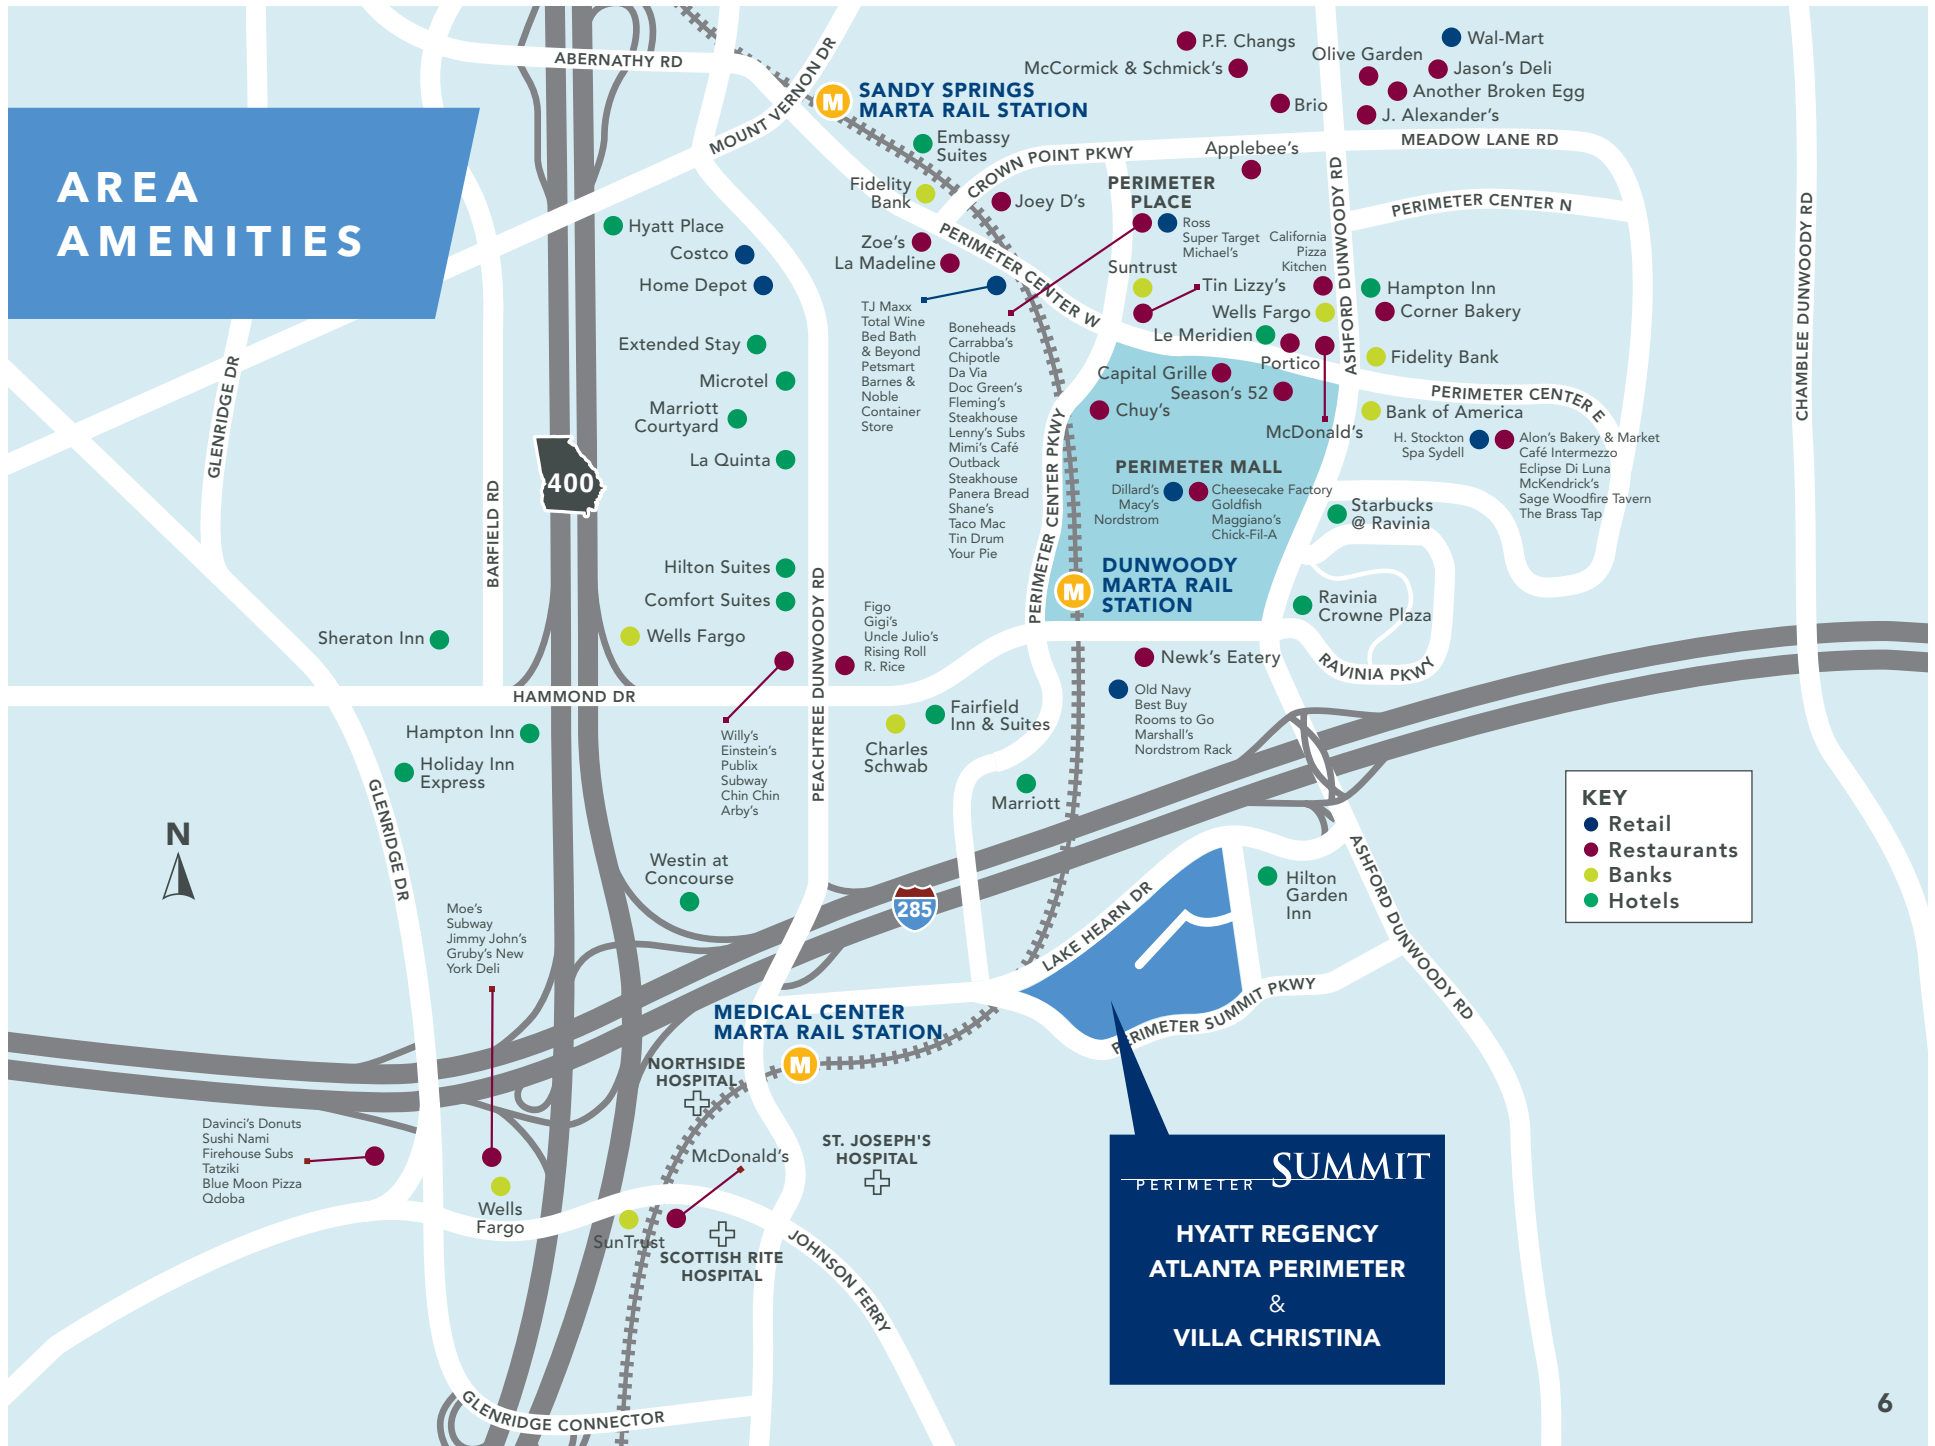 AREA
AMENITIES
ABERNATHY RD
MOUNT VERNON DR
M
SANDY SPRINGS
MARTA RAIL STATION
Embassy
Suites
Fidelity
Bank
CROWN POINT PKWY
Joey D's
Zoe's
La Madeline
PERIMETER CENTER W
P.F. Changs
McCormick & Schmick's
Brio
Olive Garden
Wal-Mart
Jason's Deli
Another Broken Egg
J. Alexander's
MEADOW LANE RD
Applebee's
PERIMETER
PLACE
Ross
Super Target
Michael's
California
Pizza
Kitchen
ASHFORD DUNWOODY RD
PERIMETER CENTER N
CHAMBLEE DUNWOODY RD
Suntrust
Tin Lizzy's
Wells Fargo
Hampton Inn
Corner Bakery
Le Meridien
Portico
Fidelity Bank
Capital Grille
Season's 52
Chuy's
McDonald's
PERIMETER CENTER E
Bank of America
H. Stockton
Spa Sydell
Alon's Bakery & Market
Café Intermezzo
Eclipse Di Luna
McKendrick's
Sage Woodfire Tavern
The Brass Tap
Hyatt Place
Costco
Home Depot
Extended Stay
Microtel
Marriott
Courtyard
La Quinta
TJ Maxx
Total Wine
Bed Bath
& Beyond
Petsmart
Barnes &
Noble
Container
Store
Boneheads
Carrabba's
Chipotle
Da Via
Doc Green's
Fleming's
Steakhouse
Lenny's Subs
Mimi's Café
Outback
Steakhouse
Panera Bread
Shane's
Taco Mac
Tin Drum
Your Pie
PERIMETER CENTER PKWY
PERIMETER MALL
Dillard's
Macy's
Nordstrom
Cheesecake Factory
Goldfish
Maggiano's
Chick-Fil-A
Starbucks
@ Ravinia
M
DUNWOODY
MARTA RAIL
STATION
Ravinia
Crowne Plaza
RAVINIA PKWY
GLENRIDGE DR
BARFIELD RD
400
Hilton Suites
Comfort Suites
Wells Fargo
Sheraton Inn
HAMMOND DR
PEACHTREE DUNWOODY RD
Figo
Gigi's
Uncle Julio's
Rising Roll
R. Rice
Newk's Eatery
Old Navy
Best Buy
Rooms to Go
Marshall's
Nordstrom Rack
Hampton Inn
Holiday Inn
Express
Willy's
Einstein's
Publix
Subway
Chin Chin
Arby's
Charles
Schwab
Fairfield
Inn & Suites
Marriott
KEY
Retail
Restaurants
Banks
Hotels
N
GLENRIDGE DR
Westin at
Concourse
285
LAKE HEARN DR
Hilton
Garden
Inn
ASHFORD DUNWOODY RD
PERIMETER SUMMIT PKWY
Moe's
Subway
Jimmy John's
Gruby's New
York Deli
MEDICAL CENTER
MARTA RAIL STATION
M
NORTHSIDE
HOSPITAL
Davinci's Donuts
Sushi Nami
Firehouse Subs
Tatziki
Blue Moon Pizza
Qdoba
Wells
Fargo
SunTrust
McDonald's
SCOTTISH RITE
HOSPITAL
ST. JOSEPH'S
HOSPITAL
JOHNSON FERRY
GLENRIDGE CONNECTOR
PERIMETER SUMMIT
HYATT REGENCY
ATLANTA PERIMETER
&
VILLA CHRISTINA
6